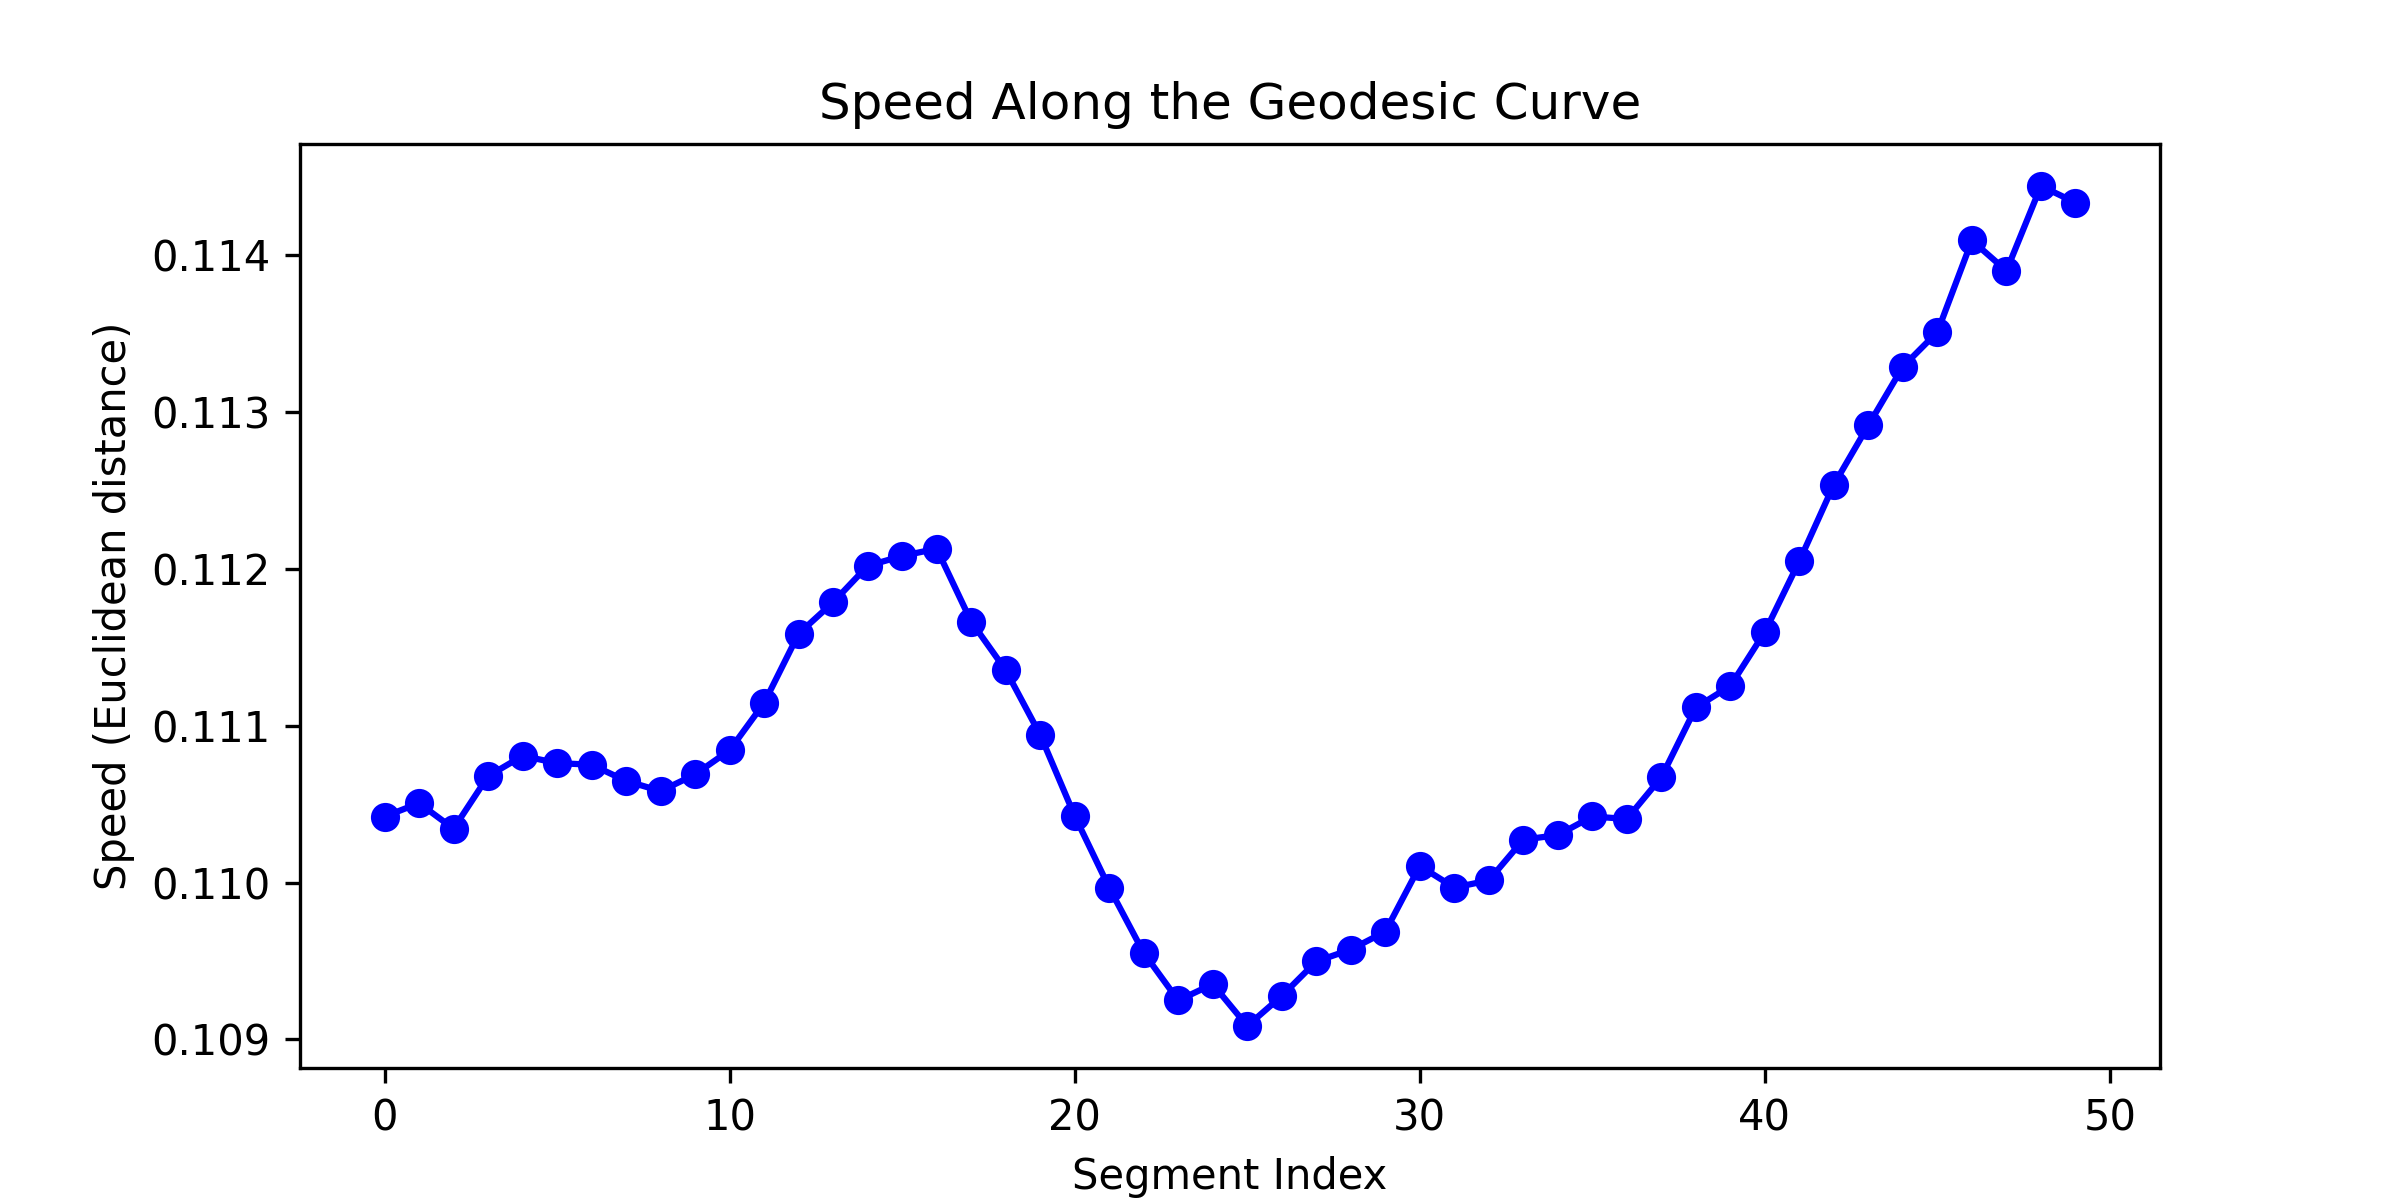 Speed Along the Geodesic Curve
Speed (Euclidean distance)
0.114
0.113
0.112
0.111
0.110
0.109
0 10 20 30 40 50
Segment Index